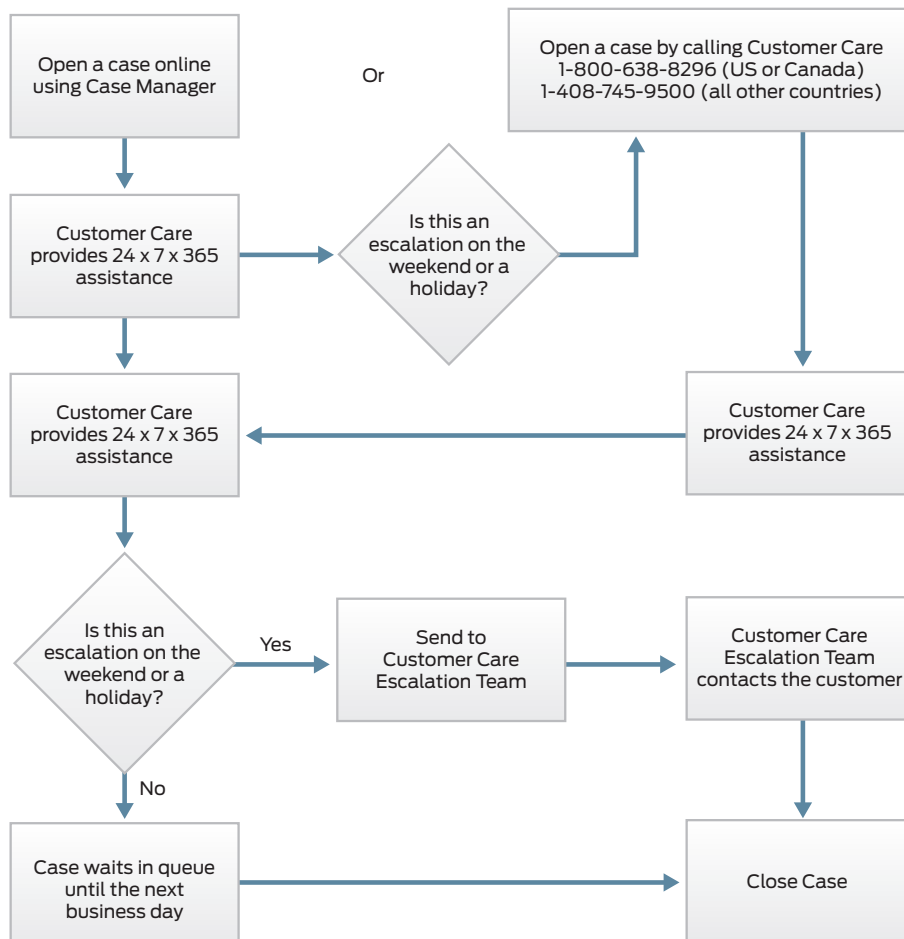 Open a case online
using Case Manager
Or
Open a case by calling Customer Care
1-800-638-8296 (US or Canada)
1-408-745-9500 (all other countries)
Customer Care
provides 24 x 7 x 365
assistance
Is this an
escalation on the
weekend or a
holiday?
Customer Care
provides 24 x 7 x 365
assistance
Customer Care
provides 24 x 7 x 365
assistance
Is this an
escalation on the
weekend or a
holiday?
Yes
Send to
Customer Care
Escalation Team
Customer Care
Escalation Team
contacts the customer
No
Case waits in queue
until the next
business day
Close Case